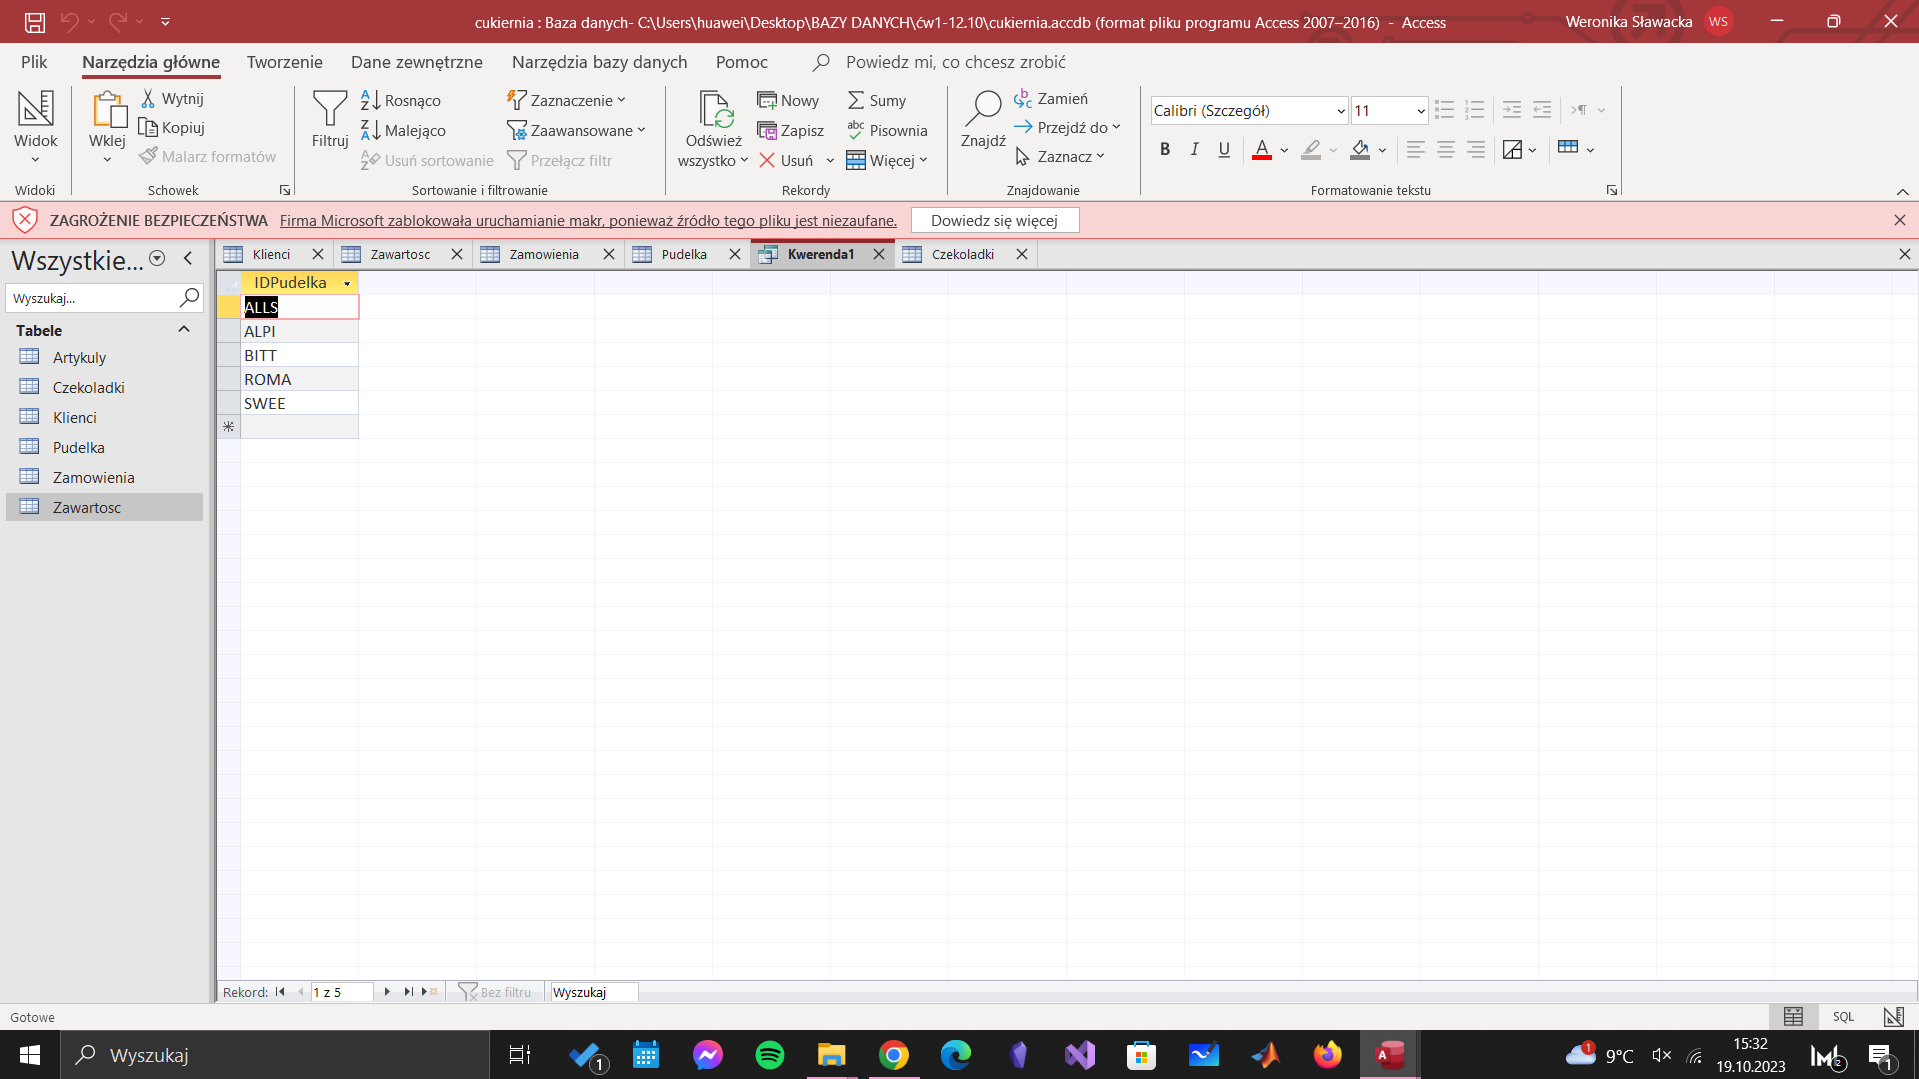 cukiernia : Baza danych- C:\Users\huawei\Desktop\BAZY DANYCH\ćw1-12.10\cukiernia.accdb (format pliku programu Access 2007–2016) - Access
Weronika Sławacka WS
Plik Narzędzia główne Tworzenie Dane zewnętrzne Narzędzia bazy danych Pomoc Powiedz mi, co chcesz zrobić
Widok
Widoki
Wklej
Wytnij
Kopiuj
Malarz formatów
Schowek
Filtruj
Rosnąco
Malejąco
Usuń sortowanie
Zaznaczenie
Zaawansowane
Przełącz filtr
Sortowanie i filtrowanie
Odśwież
wszystko
Nowy
Zapisz
Usuń
Sumy
Pisownia
Więcej
Rekordy
Znajdź
Zamień
Przejdź do
Zaznacz
Znajdowanie
Calibri (Szczegół) 11
B I U A
Formatowanie tekstu
ZAGROŻENIE BEZPIECZEŃSTWA Firma Microsoft zablokowała uruchamianie makr, ponieważ źródło tego pliku jest niezaufane. Dowiedz się więcej
Wszystkie...
Wyszukaj...
Tabele
Artykuly
Czekoladki
Klienci
Pudelka
Zamowienia
Zawartosc
Klienci Zawartosc Zamowienia Pudelka Kwerenda1 Czekoladki
IDPudelka
ALLS
ALPI
BITT
ROMA
SWEE
Rekord: 1 z 5 Bez filtru Wyszukaj
Gotowe SQL
Wyszukaj
1
A
1
9°C
15:32
19.10.2023
2
1